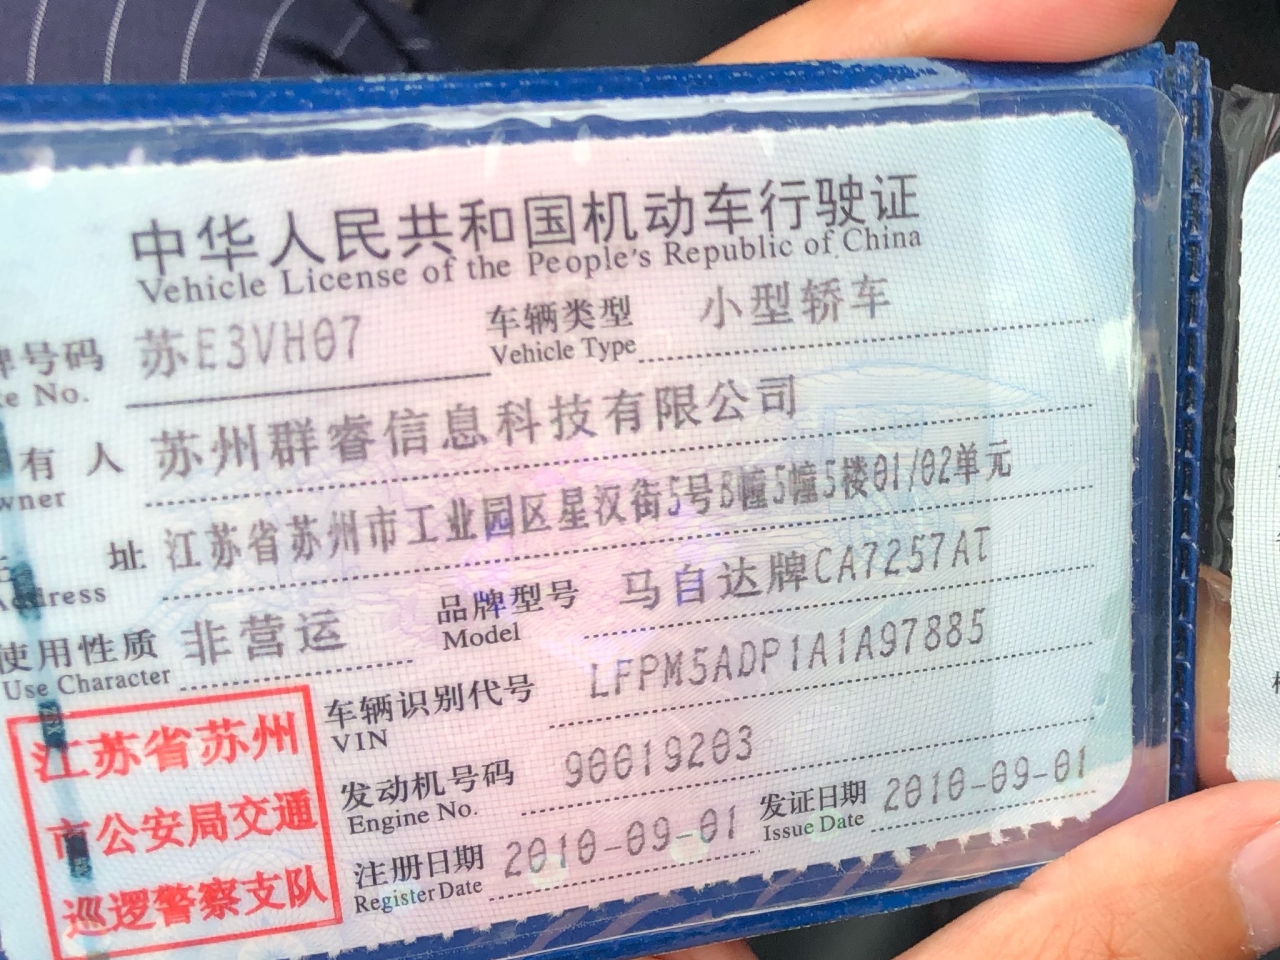 中华人民共和国机动车行驶证
Vehicle License of the People's Republic of China
牌号码 苏E3VH07 车辆类型 小型轿车
e No. Vehicle Type
有人 苏州群睿信息科技有限公司
wner
址 江苏省苏州市工业园区星汉街5号B幢5幢5楼01/02单元
Address
使用性质 非营运 品牌型号 马自达牌CA7257AT
Use Character Model
车辆识别代号 LFPM5ADP1A1A97885
VIN
发动机号码 90019203
Engine No.
注册日期 2010-09-01 发证日期 2010-09-01
Register Date Issue Date
江苏省苏州
市公安局交通
巡逻警察支队